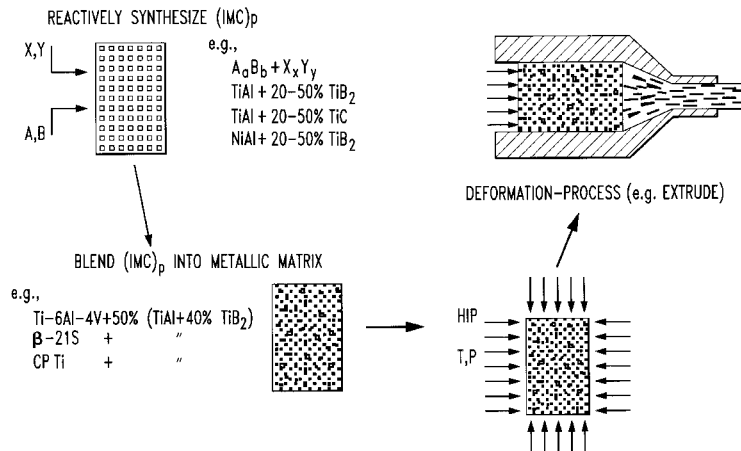 REACTIVELY SYNTHESIZE (IMC)p
X,Y
A,B
e.g.,
AaBb + XxYy
TiAl + 20-50% TiB2
TiAl + 20-50% TiC
NiAl + 20-50% TiB2
BLEND (IMC)p INTO METALLIC MATRIX
e.g.,
Ti-6Al-4V+50% (TiAl+40% TiB2)
β-21S + "
CP Ti + "
HIP
T,P
DEFORMATION-PROCESS (e.g. EXTRUDE)